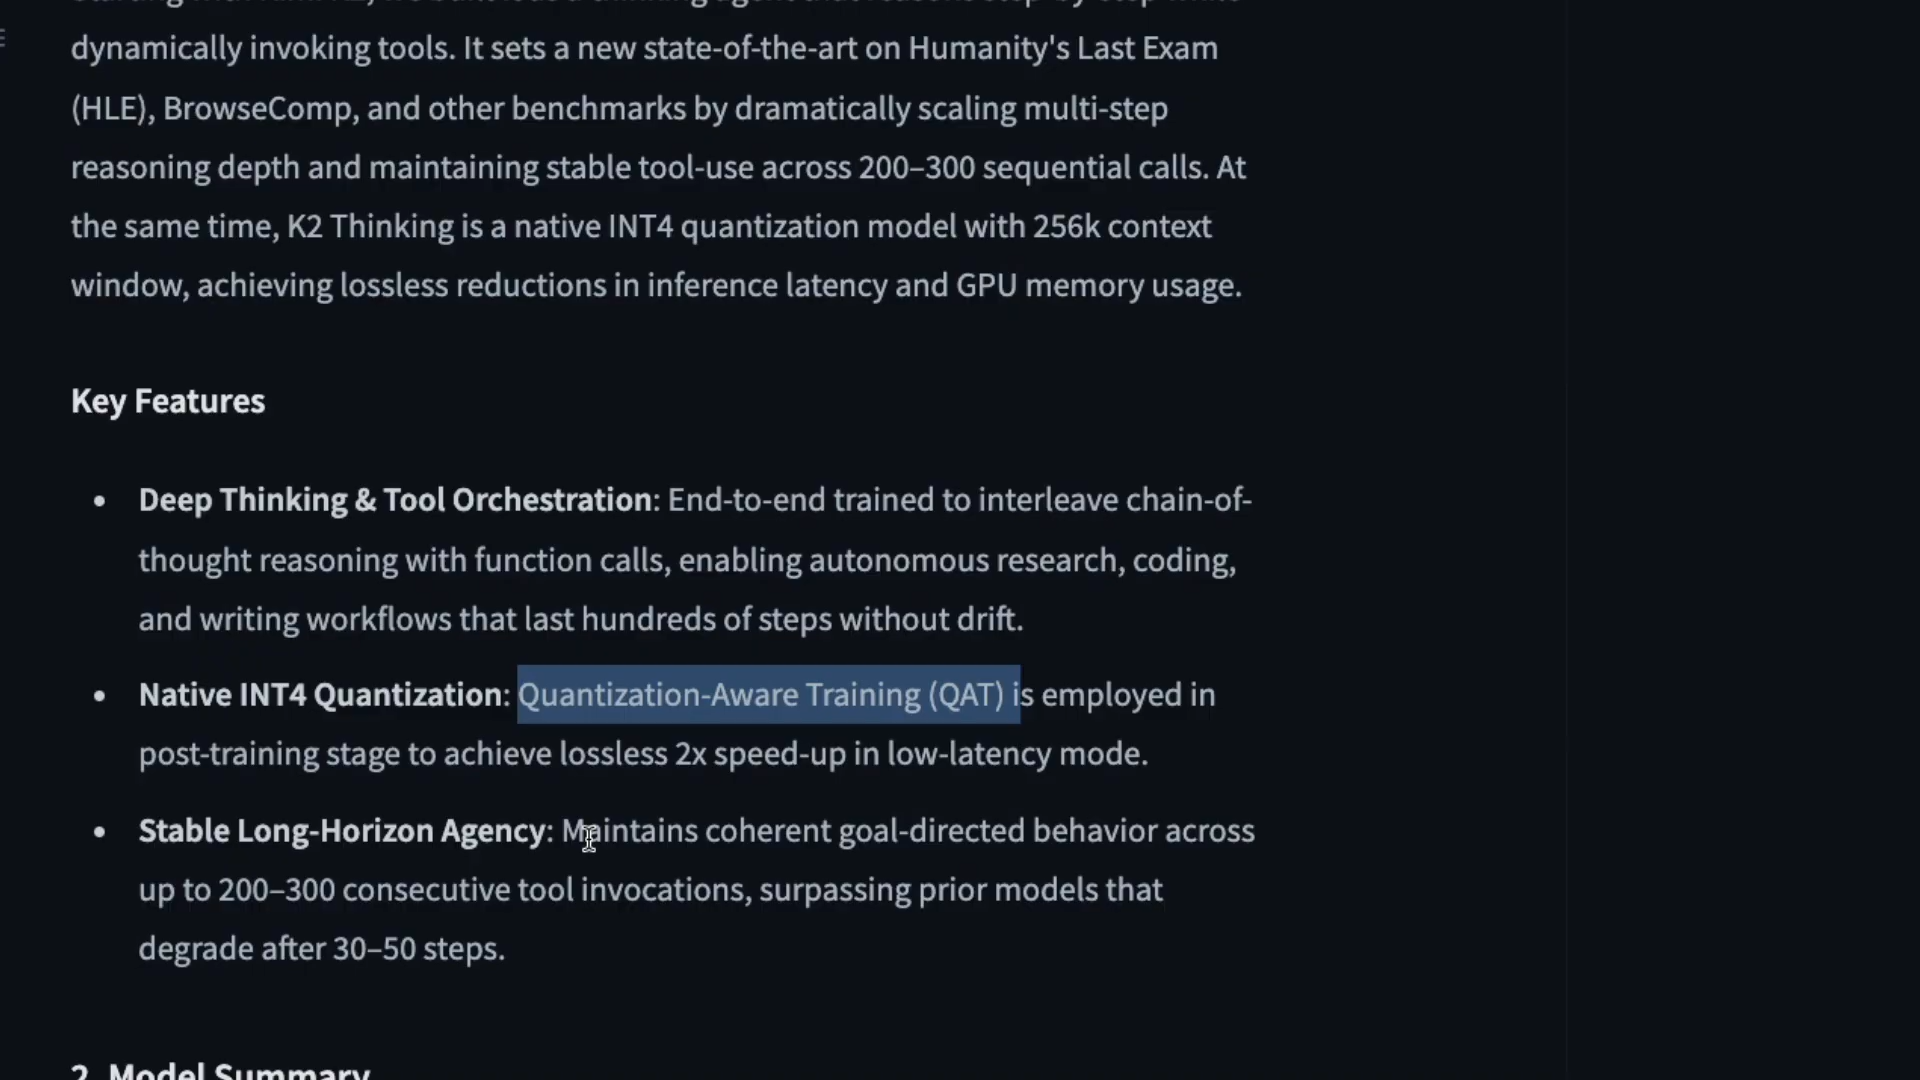 dynamically invoking tools. It sets a new state-of-the-art on Humanity's Last Exam
(HLE), BrowseComp, and other benchmarks by dramatically scaling multi-step
reasoning depth and maintaining stable tool-use across 200–300 sequential calls. At
the same time, K2 Thinking is a native INT4 quantization model with 256k context
window, achieving lossless reductions in inference latency and GPU memory usage.
Key Features
• Deep Thinking & Tool Orchestration: End-to-end trained to interleave chain-of-
thought reasoning with function calls, enabling autonomous research, coding,
and writing workflows that last hundreds of steps without drift.
• Native INT4 Quantization: Quantization-Aware Training (QAT) is employed in
post-training stage to achieve lossless 2x speed-up in low-latency mode.
• Stable Long-Horizon Agency: Maintains coherent goal-directed behavior across
up to 200–300 consecutive tool invocations, surpassing prior models that
degrade after 30–50 steps.
2. Model Summary